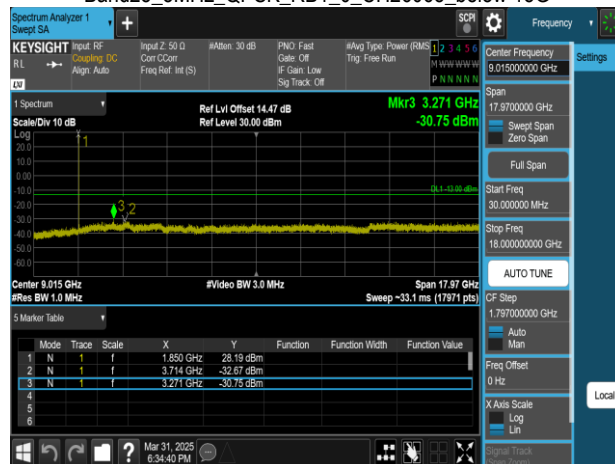 Spectrum Analyzer 1
Swept SA
SCPI
Frequency
KEYSIGHT
RL
LXI
Input: RF
Coupling: DC
Align: Auto
Input Z: 50 Ω
Corr CCorr
Freq Ref: Int (S)
#Atten: 30 dB
PNO: Fast
Gate: Off
IF Gain: Low
Sig Track: Off
#Avg Type: Power (RMS
Trig: Free Run
1 2 3 4 5 6
M W W W W W
P N N N N N
Center Frequency
9.015000000 GHz
Settings
Span
17.9700000 GHz
Swept Span
Zero Span
Full Span
Start Freq
30.000000 MHz
Stop Freq
18.000000000 GHz
AUTO TUNE
CF Step
1.797000000 GHz
Auto
Man
Freq Offset
0 Hz
X Axis Scale
Log
Lin
Signal Track
Local
1 Spectrum
Scale/Div 10 dB
Log
Ref Lvl Offset 14.47 dB
Ref Level 30.00 dBm
Mkr3 3.271 GHz
-30.75 dBm
20.0
10.0
0.00
-10.0
-20.0
-30.0
-40.0
-50.0
-60.0
1
3
2
DL1 -13.00 dBm
Center 9.015 GHz
#Res BW 1.0 MHz
#Video BW 3.0 MHz
Span 17.97 GHz
Sweep ~33.1 ms (17971 pts)
5 Marker Table
Mode Trace Scale X Y Function Function Width Function Value
1 N 1 f 1.850 GHz 28.19 dBm
2 N 1 f 3.714 GHz -32.67 dBm
3 N 1 f 3.271 GHz -30.75 dBm
4
5
6
?
Mar 31, 2025
6:34:40 PM